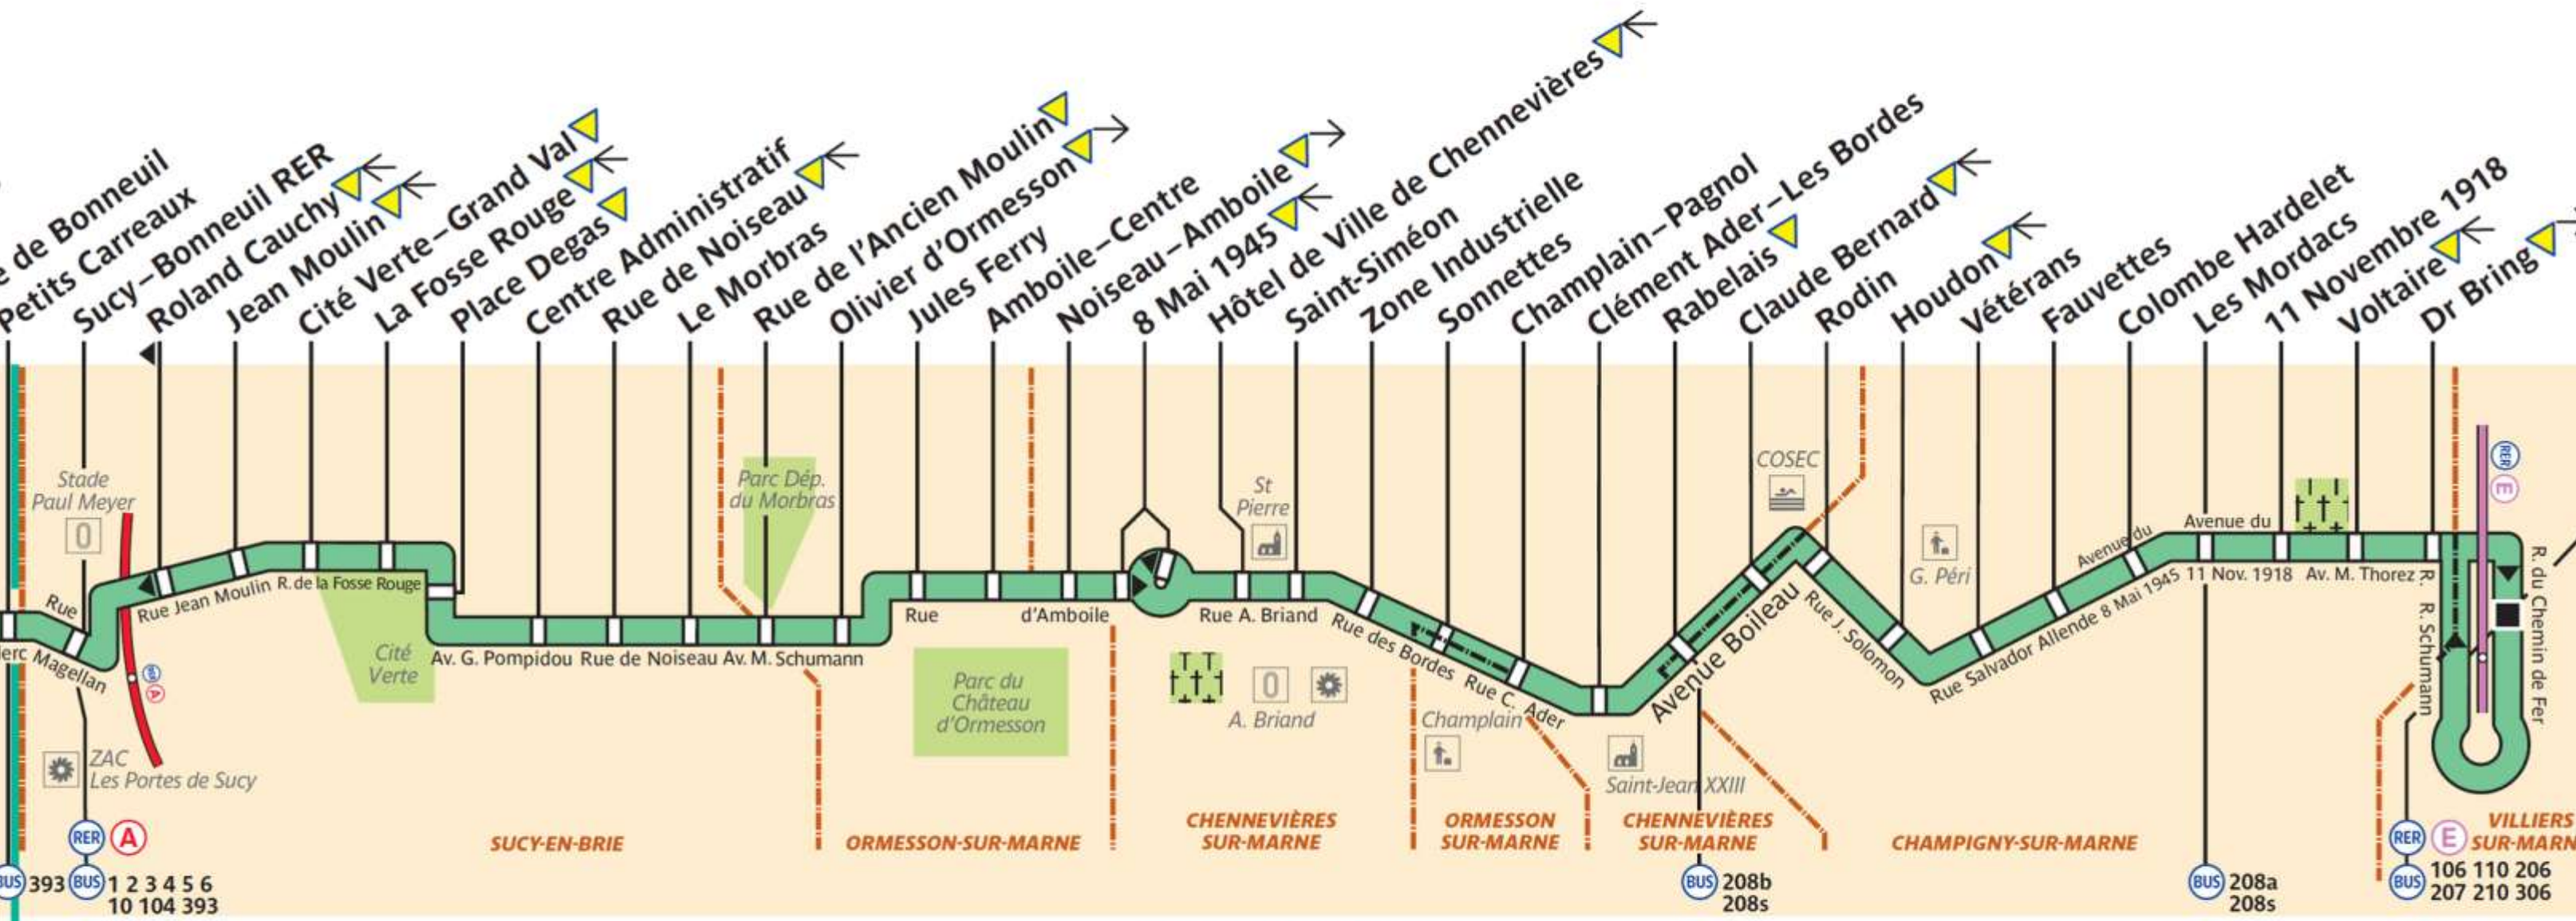 e de Bonneuil
Petits Carreaux
Sucy–Bonneuil RER
Roland Cauchy
Jean Moulin
Cité Verte–Grand Val
La Fosse Rouge
Place Degas
Centre Administratif
Rue de Noiseau
Le Morbras
Rue de l'Ancien Moulin
Olivier d'Ormesson
Jules Ferry
Amboile–Centre
Noiseau–Amboile
8 Mai 1945
Hôtel de Ville de Chennevières
Saint-Siméon
Zone Industrielle
Sonnettes
Champlain–Pagnol
Clément Ader–Les Bordes
Rabelais
Claude Bernard
Rodin
Houdon
Vétérans
Fauvettes
Colombe Hardelet
Les Mordacs
11 Novembre 1918
Voltaire
Dr Bring
Stade
Paul Meyer
Parc Dép.
du Morbras
St
Pierre
COSEC
G. Péri
RER E
lerc
Rue
Magellan
Rue Jean Moulin
R. de la Fosse Rouge
Av. G. Pompidou
Rue de Noiseau
Av. M. Schumann
Rue
d'Amboile
Rue A. Briand
Rue des Bordes
Rue C. Ader
Avenue Boileau
Rue J. Solomon
Rue Salvador Allende
Avenue du
8 Mai 1945
Avenue du
11 Nov. 1918
Av. M. Thorez
R.
R. Schumann
R. du Chemin de Fer
Cité
Verte
RER A
Parc du
Château
d'Ormesson
A. Briand
Champlain
Saint-Jean XXIII
ZAC
Les Portes de Sucy
SUCY-EN-BRIE
ORMESSON-SUR-MARNE
CHENNEVIÈRES
SUR-MARNE
ORMESSON
SUR-MARNE
CHENNEVIÈRES
SUR-MARNE
CHAMPIGNY-SUR-MARNE
VILLIERS
SUR-MARN
RER A
BUS 393
BUS 1 2 3 4 5 6
10 104 393
BUS 208b
208s
BUS 208a
208s
RER E
BUS 106 110 206
207 210 306